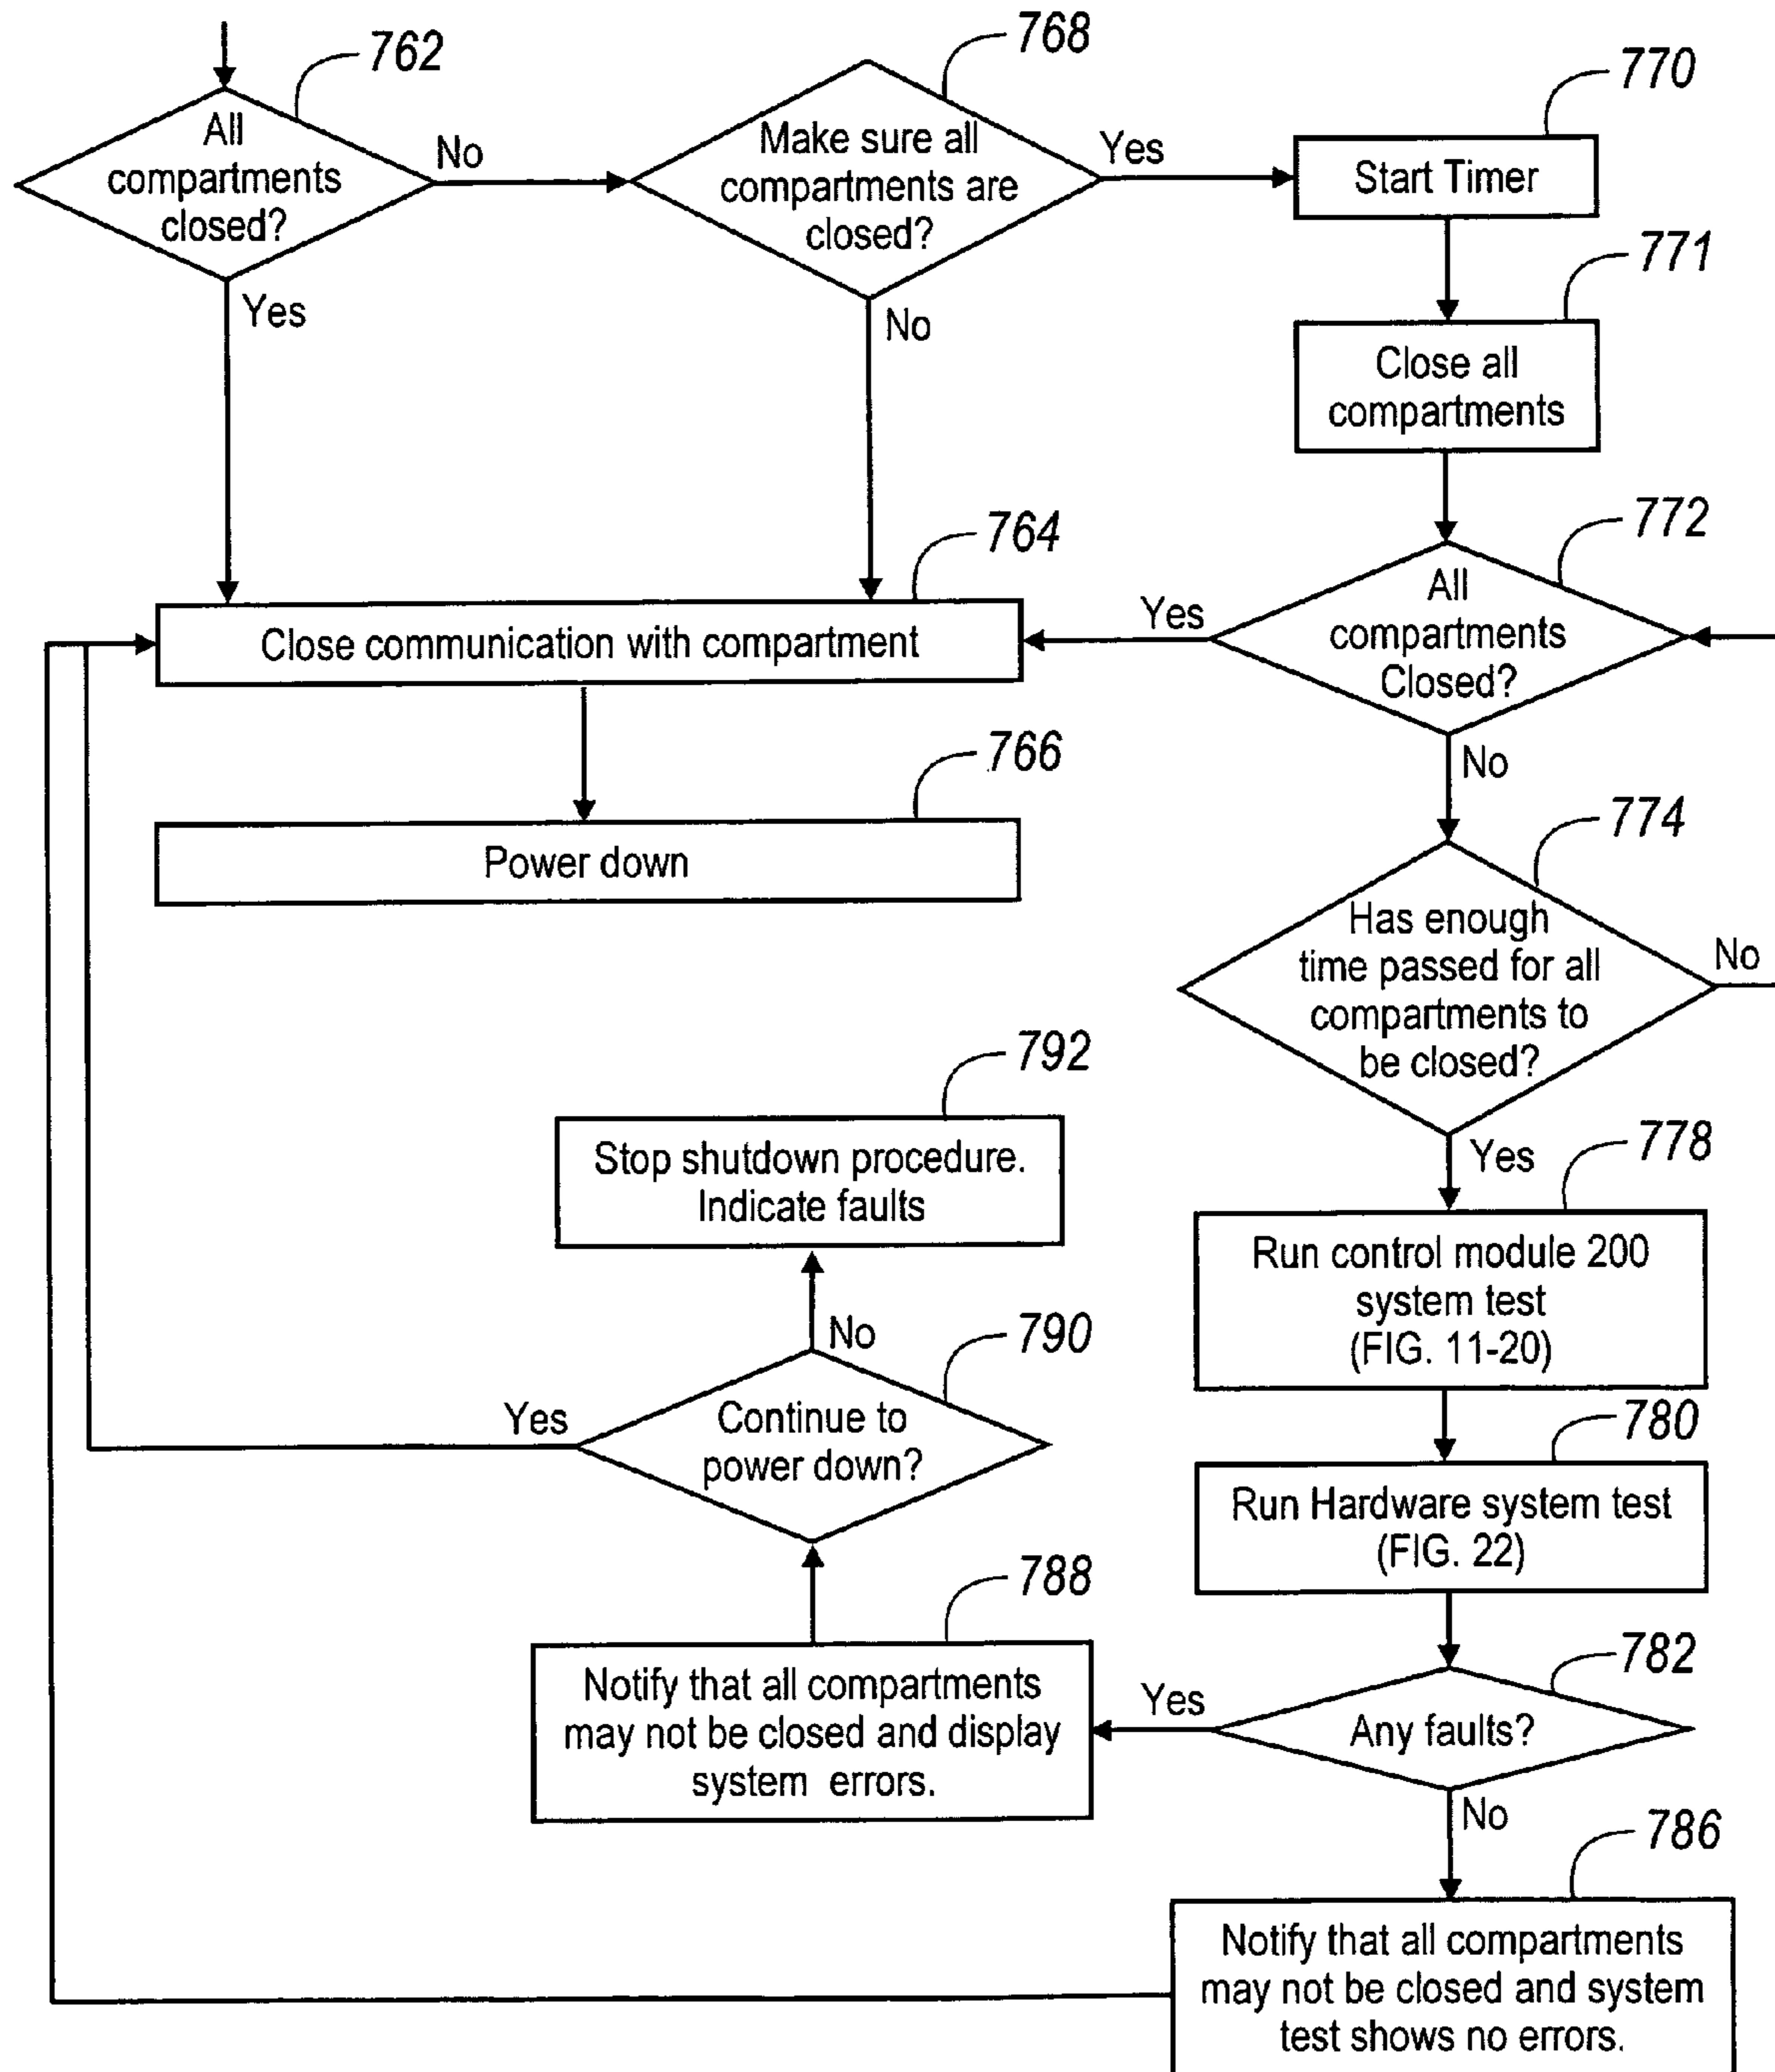 762
All
compartments
closed?
No
Yes
768
Make sure all
compartments are
closed?
Yes
No
770
Start Timer
771
Close all
compartments
772
All
compartments
Closed?
Yes
No
764
Close communication with compartment
766
Power down
774
Has enough
time passed for all
compartments to
be closed?
No
Yes
778
Run control module 200
system test
(FIG. 11-20)
780
Run Hardware system test
(FIG. 22)
782
Any faults?
Yes
No
786
Notify that all compartments
may not be closed and system
test shows no errors.
788
Notify that all compartments
may not be closed and display
system errors.
790
Continue to
power down?
Yes
No
792
Stop shutdown procedure.
Indicate faults